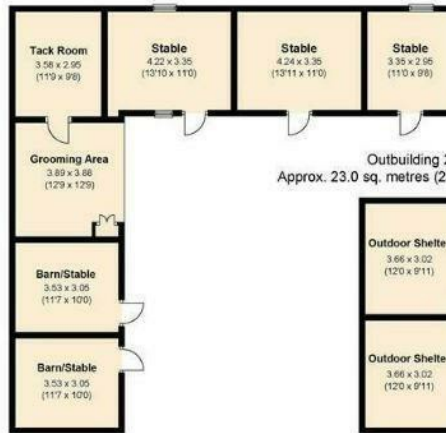 Tack Room
3.58 x 2.95
(11'9 x 9'8)
Stable
4.22 x 3.35
(13'10 x 11'0)
Stable
4.24 x 3.35
(13'11 x 11'0)
Stable
3.35 x 2.95
(11'0 x 9'8)
Grooming Area
3.89 x 3.88
(12'9 x 12'9)
Outbuilding 2
Approx. 23.0 sq. metres (2
Barn/Stable
3.53 x 3.05
(11'7 x 10'0)
Outdoor Shelte
3.66 x 3.02
(12'0 x 9'11)
Barn/Stable
3.53 x 3.05
(11'7 x 10'0)
Outdoor Shelte
3.66 x 3.02
(12'0 x 9'11)